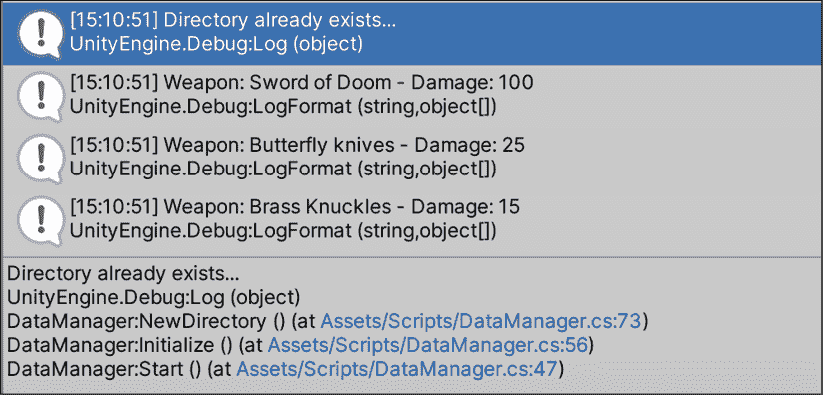 [15:10:51] Directory already exists...
UnityEngine.Debug:Log (object)
[15:10:51] Weapon: Sword of Doom - Damage: 100
UnityEngine.Debug:LogFormat (string,object[])
[15:10:51] Weapon: Butterfly knives - Damage: 25
UnityEngine.Debug:LogFormat (string,object[])
[15:10:51] Weapon: Brass Knuckles - Damage: 15
UnityEngine.Debug:LogFormat (string,object[])
Directory already exists...
UnityEngine.Debug:Log (object)
DataManager:NewDirectory () (at Assets/Scripts/DataManager.cs:73)
DataManager:Initialize () (at Assets/Scripts/DataManager.cs:56)
DataManager:Start () (at Assets/Scripts/DataManager.cs:47)